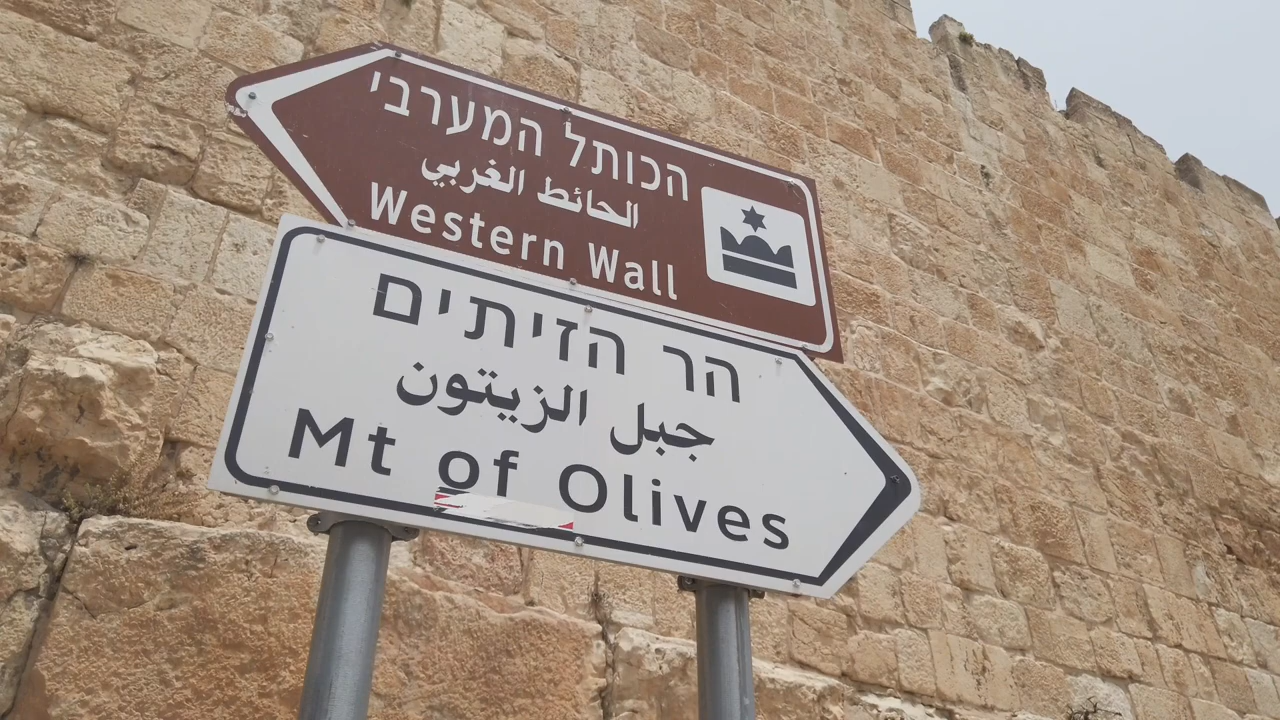 הכותל המערבי
الحائط الغربي
Western Wall
הר הזיתים
جبل الزيتون
Mt of Olives